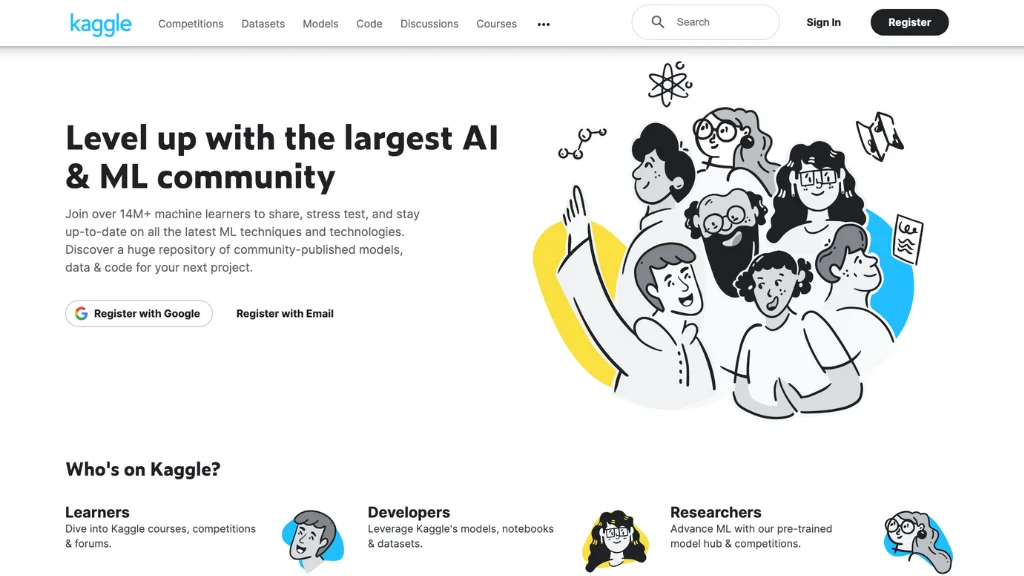 kaggle
Competitions
Datasets
Models
Code
Discussions
Courses
•••
Search
Sign In
Register
Level up with the largest AI
& ML community
Join over 14M+ machine learners to share, stress test, and stay
up-to-date on all the latest ML techniques and technologies.
Discover a huge repository of community-published models,
data & code for your next project.
Register with Google
Register with Email
Who's on Kaggle?
Learners
Dive into Kaggle courses, competitions
& forums.
Developers
Leverage Kaggle's models, notebooks
& datasets.
Researchers
Advance ML with our pre-trained
model hub & competitions.